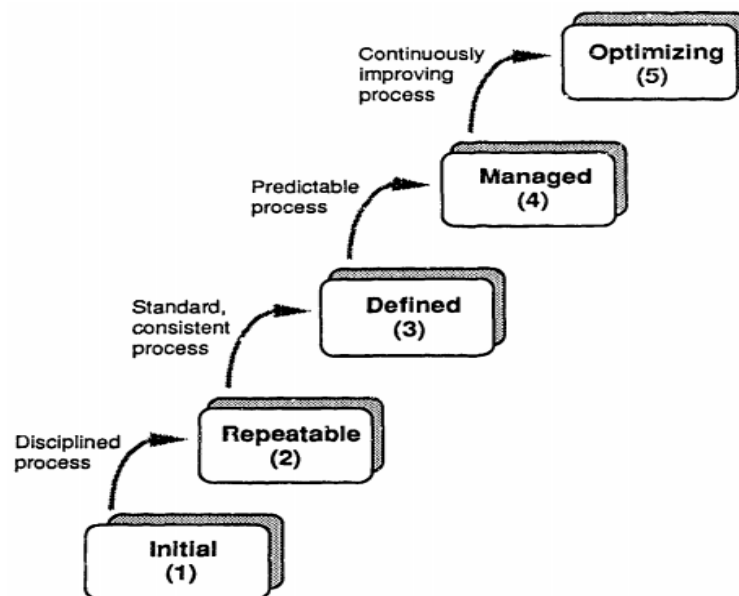 Continuously
improving
process
Optimizing
(5)
Predictable
process
Managed
(4)
Standard,
consistent
process
Defined
(3)
Disciplined
process
Repeatable
(2)
Initial
(1)